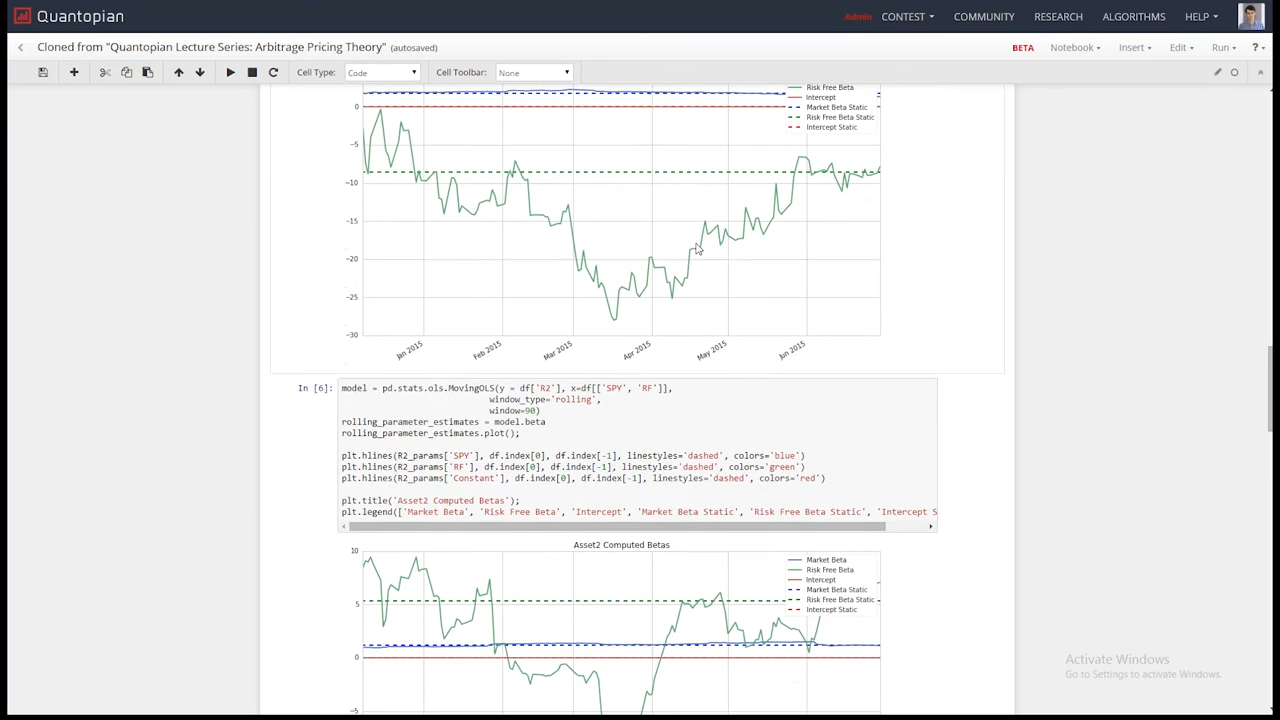 Quantopian
Admin CONTEST COMMUNITY RESEARCH ALGORITHMS HELP
Cloned from "Quantopian Lecture Series: Arbitrage Pricing Theory" (autosaved)
BETA Notebook Insert Edit Run ?
Cell Type: Code Cell Toolbar: None
Risk Free Beta
Intercept
Market Beta Static
Risk Free Beta Static
Intercept Static
0
−5
−10
−15
−20
−25
−30
Jan 2015 Feb 2015 Mar 2015 Apr 2015 May 2015 Jun 2015
In [6]: model = pd.stats.ols.MovingOLS(y = df['R2'], x=df[['SPY', 'RF']],
window_type='rolling',
window=90)
rolling_parameter_estimates = model.beta
rolling_parameter_estimates.plot();
plt.hlines(R2_params['SPY'], df.index[0], df.index[-1], linestyles='dashed', colors='blue')
plt.hlines(R2_params['RF'], df.index[0], df.index[-1], linestyles='dashed', colors='green')
plt.hlines(R2_params['Constant'], df.index[0], df.index[-1], linestyles='dashed', colors='red')
plt.title('Asset2 Computed Betas');
plt.legend(['Market Beta', 'Risk Free Beta', 'Intercept', 'Market Beta Static', 'Risk Free Beta Static', 'Intercept S
Asset2 Computed Betas
10
5
0
−5
Market Beta
Risk Free Beta
Intercept
Market Beta Static
Risk Free Beta Static
Intercept Static
Activate Windows
Go to Settings to activate Windows.